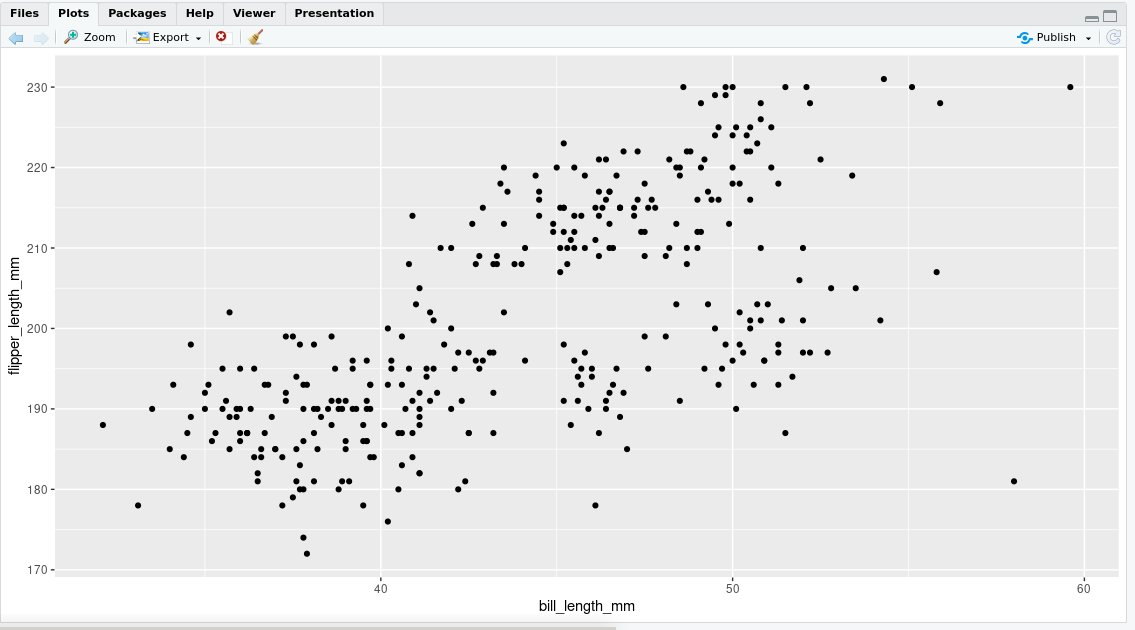 Files Plots Packages Help Viewer Presentation
Zoom Export Publish
230
220
210
200
190
180
170
flipper_length_mm
40 50 60
bill_length_mm